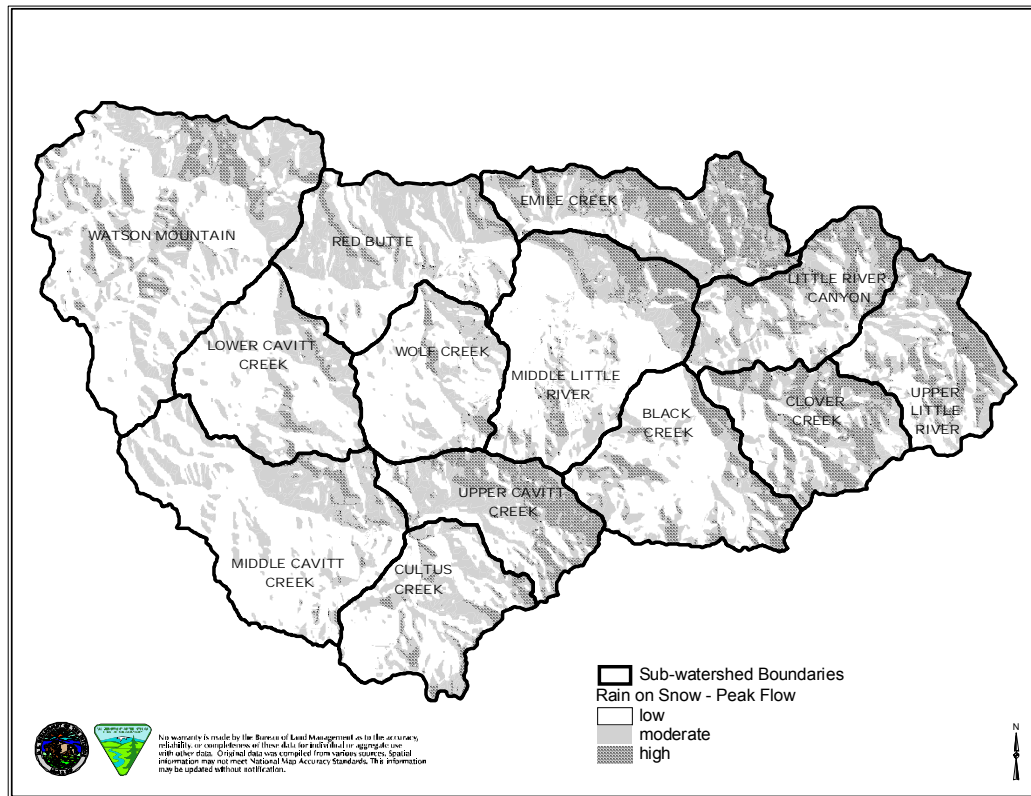 EMILE CREEK
WATSON MOUNTAIN
RED BUTTE
LITTLE RIVER
CANYON
LOWER CAVITT
CREEK
WOLF CREEK
MIDDLE LITTLE
RIVER
BLACK
CREEK
CLOVER
CREEK
UPPER
LITTLE
RIVER
UPPER CAVITT
CREEK
MIDDLE CAVITT
CREEK
CULTUS
CREEK
Sub-watershed Boundaries
Rain on Snow - Peak Flow
low
moderate
high
No warranty is made by the Bureau of Land Management as to the accuracy,
reliability, or completeness of these data for individual or aggregate use
with other data. Original data was compiled from various sources. Spatial
information may not meet National Map Accuracy Standards. This information
may be updated without notification.
N